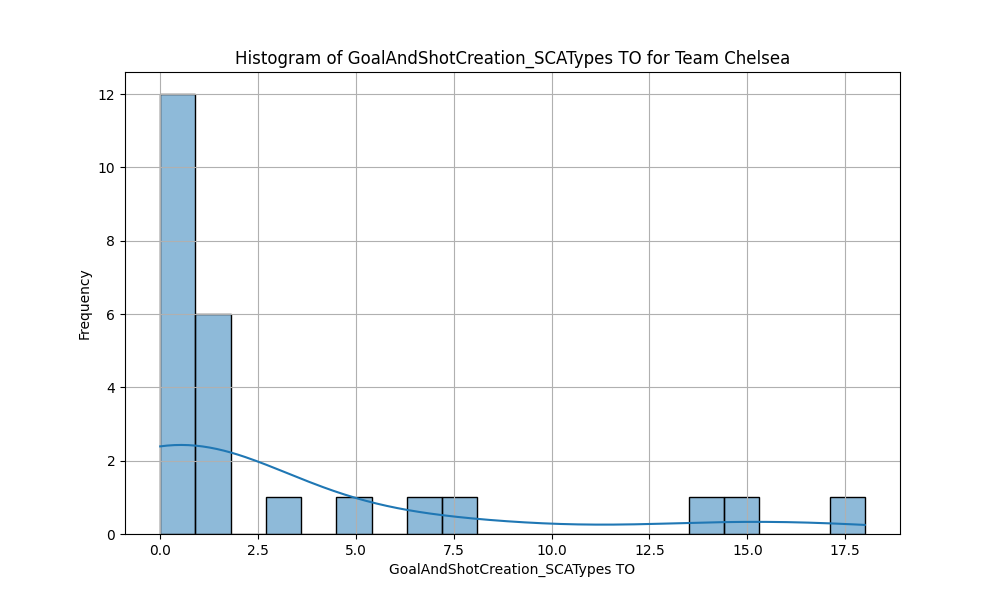 Histogram of GoalAndShotCreation_SCATypes TO for Team Chelsea
12
10
8
6
4
2
0
Frequency
0.0 2.5 5.0 7.5 10.0 12.5 15.0 17.5
GoalAndShotCreation_SCATypes TO